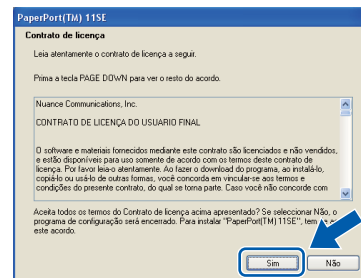 PaperPort(TM) 11SE
Contrato de licença
Leia atentamente o contrato de licença a seguir.
Prima a tecla PAGE DOWN para ver o resto do acordo.
Nuance Communications, Inc.
CONTRATO DE LICENÇA DO USUARIO FINAL
O software e materiais fornecidos mediante este contrato são licenciados e não vendidos,
e estão disponíveis para uso somente de acordo com os termos deste contrato de
licença. Por favor leia-o atentamente. Ao fazer o download do programa, ao instalá-lo,
copiá-lo ou usá-lo de outras formas, você concorda em vincular-se aos termos e
condições do presente contrato, do qual se torna parte. Caso você não concorde com
Aceita todos os termos do Contrato de licença acima apresentado? Se seleccionar Não, o
programa de configuração será encerrado. Para instalar "PaperPort(TM) 11SE", tem de
este acordo.
Sim
Não